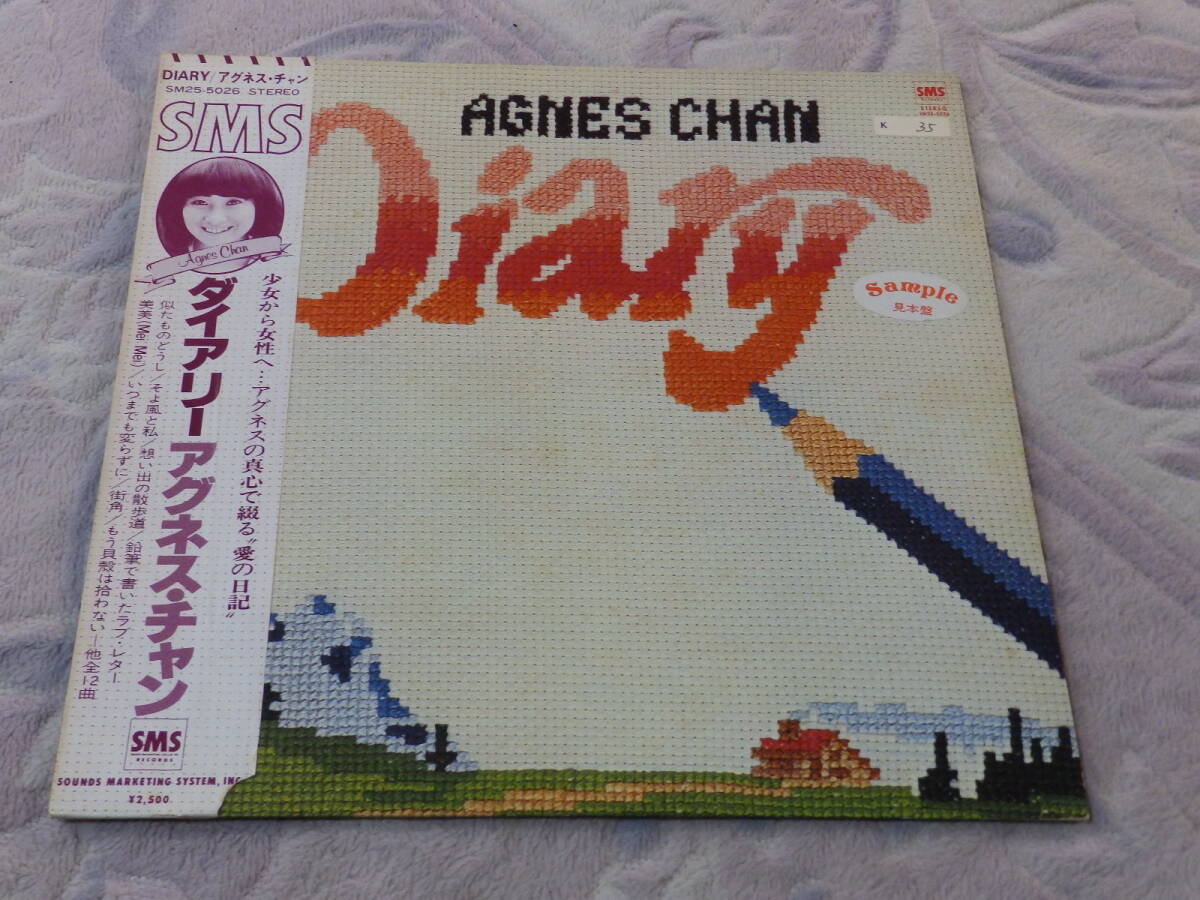 DIARY/アグネス・チャン
SM25-5026 STEREO
SMS
Agnes Chan
少女から女性へ…アグネスの真心で綴る“愛の日記”
ダイアリー アグネス・チャン
似たものどうし/そよ風と私/想い出の散歩道/鉛筆で書いたラブ・レター
美美(Mei Mei)/いつまでも変らずに/街角/もう貝殻は拾わない—他全12曲
SMS
RECORDS
SOUNDS MARKETING SYSTEM, INC
¥2,500
AGNES CHAN
Diary
SMS
STEREO
K 35
Sample
見本盤